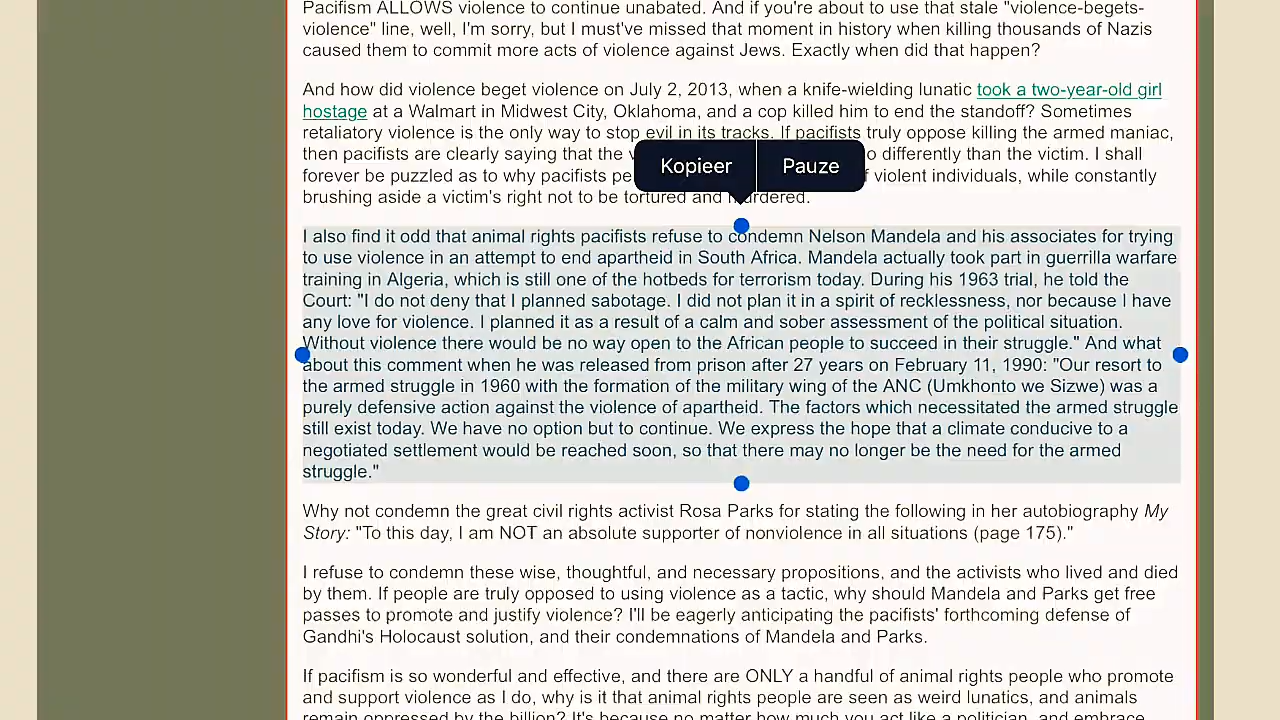 Pacifism ALLOWS violence to continue unabated. And if you're about to use that stale "violence-begets-
violence" line, well, I'm sorry, but I must've missed that moment in history when killing thousands of Nazis
caused them to commit more acts of violence against Jews. Exactly when did that happen?
And how did violence beget violence on July 2, 2013, when a knife-wielding lunatic took a two-year-old girl
hostage at a Walmart in Midwest City, Oklahoma, and a cop killed him to end the standoff? Sometimes
retaliatory violence is the only way to stop evil in its tracks. If pacifists truly oppose killing the armed maniac,
then pacifists are clearly saying that the differently than the victim. I shall
Kopieer Pauze
forever be puzzled as to why pacifists violent individuals, while constantly
brushing aside a victim's right not to be tortured and murdered.
I also find it odd that animal rights pacifists refuse to condemn Nelson Mandela and his associates for trying
to use violence in an attempt to end apartheid in South Africa. Mandela actually took part in guerrilla warfare
training in Algeria, which is still one of the hotbeds for terrorism today. During his 1963 trial, he told the
Court: "I do not deny that I planned sabotage. I did not plan it in a spirit of recklessness, nor because I have
any love for violence. I planned it as a result of a calm and sober assessment of the political situation.
Without violence there would be no way open to the African people to succeed in their struggle." And what
about this comment when he was released from prison after 27 years on February 11, 1990: "Our resort to
the armed struggle in 1960 with the formation of the military wing of the ANC (Umkhonto we Sizwe) was a
purely defensive action against the violence of apartheid. The factors which necessitated the armed struggle
still exist today. We have no option but to continue. We express the hope that a climate conducive to a
negotiated settlement would be reached soon, so that there may no longer be the need for the armed
struggle."
Why not condemn the great civil rights activist Rosa Parks for stating the following in her autobiography My
Story: "To this day, I am NOT an absolute supporter of nonviolence in all situations (page 175)."
I refuse to condemn these wise, thoughtful, and necessary propositions, and the activists who lived and died
by them. If people are truly opposed to using violence as a tactic, why should Mandela and Parks get free
passes to promote and justify violence? I'll be eagerly anticipating the pacifists' forthcoming defense of
Gandhi's Holocaust solution, and their condemnations of Mandela and Parks.
If pacifism is so wonderful and effective, and there are ONLY a handful of animal rights people who promote
and support violence as I do, why is it that animal rights people are seen as weird lunatics, and animals
remain oppressed by the billion? It's because no matter how much you act like a politician, and embrace